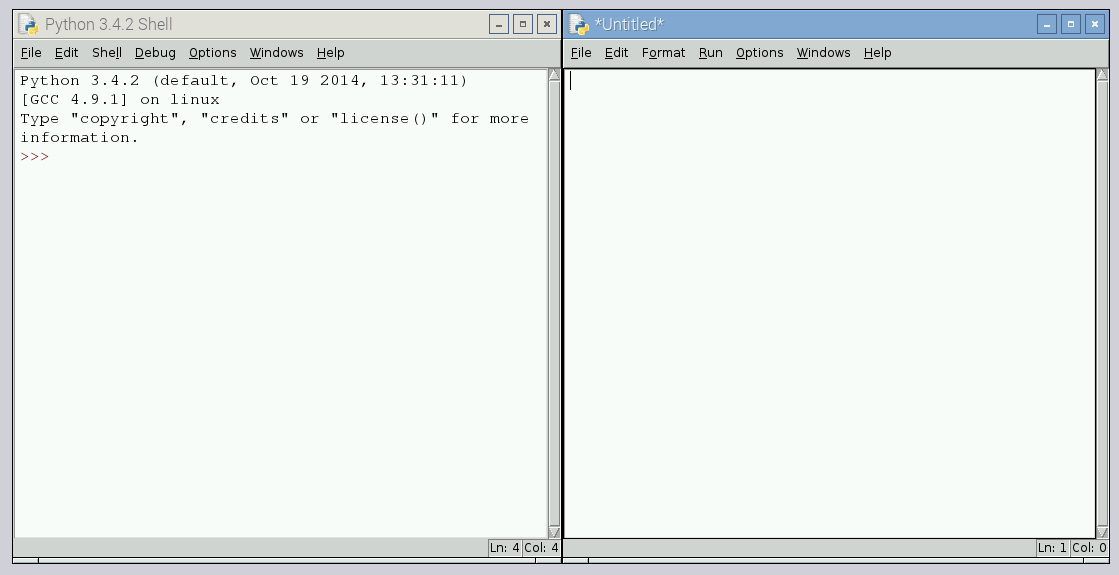 Python 3.4.2 Shell
File Edit Shell Debug Options Windows Help
Python 3.4.2 (default, Oct 19 2014, 13:31:11)
[GCC 4.9.1] on linux
Type "copyright", "credits" or "license()" for more
information.
>>>
Ln: 4 Col: 4
*Untitled*
File Edit Format Run Options Windows Help
Ln: 1 Col: 0